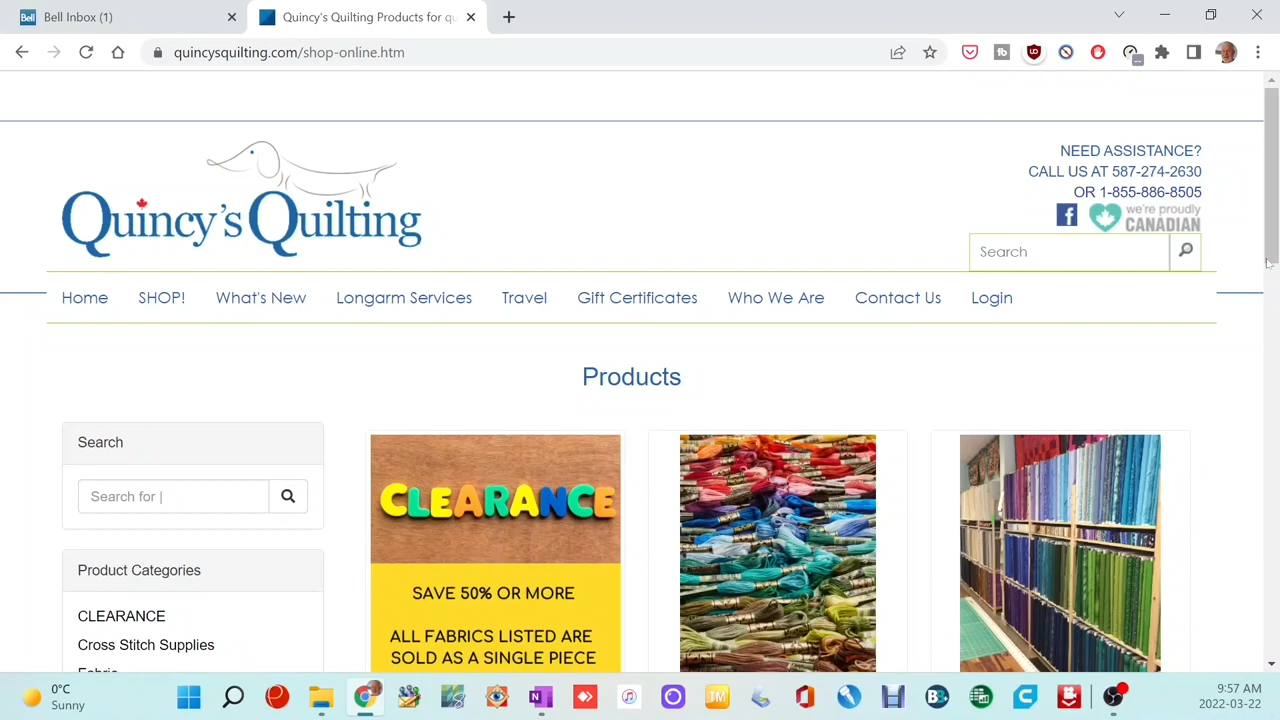 Bell Inbox (1)
Quincy's Quilting Products for qu
quincysquilting.com/shop-online.htm
NEED ASSISTANCE?
CALL US AT 587-274-2630
OR 1-855-886-8505
we're proudly
CANADIAN
Quincy's Quilting
Search
Home SHOP! What's New Longarm Services Travel Gift Certificates Who We Are Contact Us Login
Products
Search
Search for |
Product Categories
CLEARANCE
Cross Stitch Supplies
Fabric
CLEARANCE
SAVE 50% OR MORE
ALL FABRICS LISTED ARE
SOLD AS A SINGLE PIECE
0°C
Sunny
9:57 AM
2022-03-22